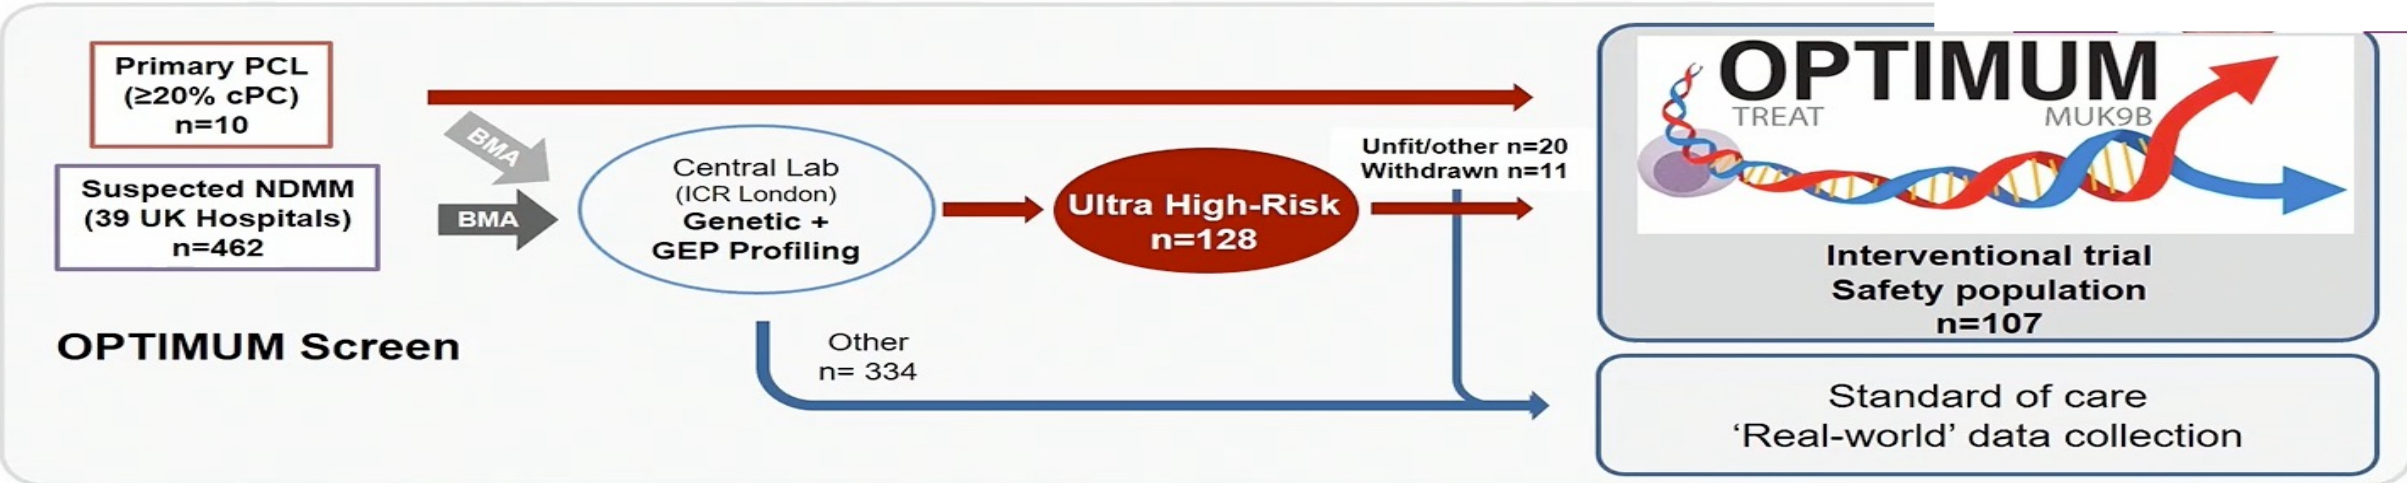 Primary PCL
(≥20% cPC)
n=10
Suspected NDMM
(39 UK Hospitals)
n=462
OPTIMUM Screen
BMA
BMA
Central Lab
(ICR London)
Genetic +
GEP Profiling
Other
n= 334
Ultra High-Risk
n=128
Unfit/other n=20
Withdrawn n=11
OPTIMUM
TREAT MUK9B
Interventional trial
Safety population
n=107
Standard of care
‘Real-world’ data collection